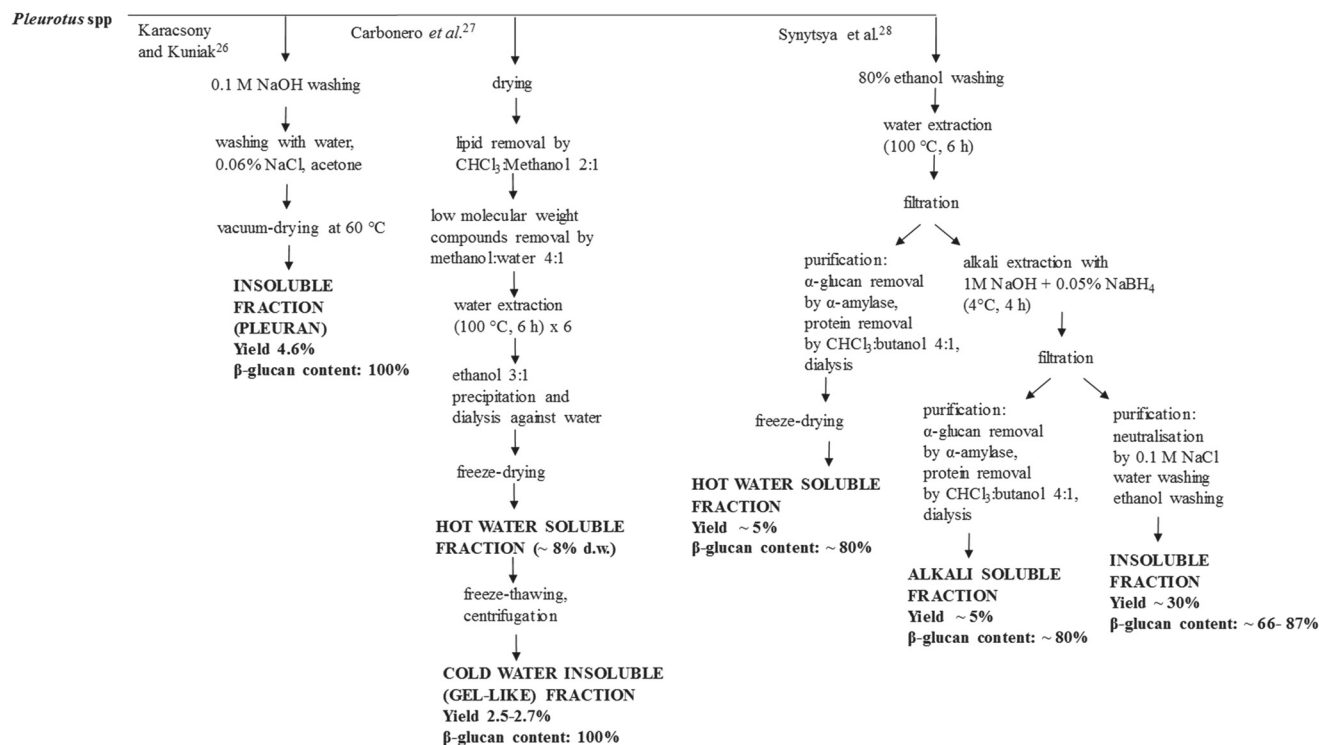 Pleurotus spp
Karacsony
and Kuniak26
0.1 M NaOH washing
washing with water,
0.06% NaCl, acetone
vacuum-drying at 60 °C
INSOLUBLE
FRACTION
(PLEURAN)
Yield 4.6%
β-glucan content: 100%
Carbonero et al.27
drying
lipid removal by
CHCl3:Methanol 2:1
low molecular weight
compounds removal by
methanol:water 4:1
water extraction
(100 °C, 6 h) x 6
ethanol 3:1
precipitation and
dialysis against water
freeze-drying
HOT WATER SOLUBLE
FRACTION (~ 8% d.w.)
freeze-thawing,
centrifugation
COLD WATER INSOLUBLE
(GEL-LIKE) FRACTION
Yield 2.5-2.7%
β-glucan content: 100%
Synytsya et al.28
80% ethanol washing
water extraction
(100 °C, 6 h)
filtration
purification:
α-glucan removal
by α-amylase,
protein removal
by CHCl3:butanol 4:1,
dialysis
freeze-drying
HOT WATER SOLUBLE
FRACTION
Yield ~ 5%
β-glucan content: ~ 80%
alkali extraction with
1M NaOH + 0.05% NaBH4
(4°C, 4 h)
filtration
purification:
α-glucan removal
by α-amylase,
protein removal
by CHCl3:butanol 4:1,
dialysis
ALKALI SOLUBLE
FRACTION
Yield ~ 5%
β-glucan content: ~ 80%
purification:
neutralisation
by 0.1 M NaCl
water washing
ethanol washing
INSOLUBLE
FRACTION
Yield ~ 30%
β-glucan content: ~ 66- 87%